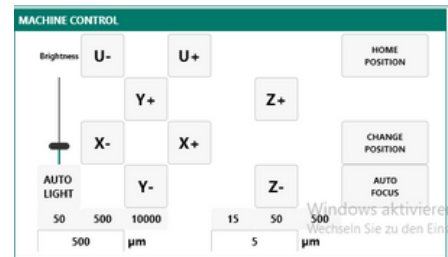 MACHINE CONTROL
Brightness U- U+ HOME POSITION
Y+ Z+
X- X+ CHANGE POSITION
AUTO LIGHT Y- Z- AUTO FOCUS
50 500 10000 15 50 500
Windows aktivieren
Wechseln Sie zu den Ein
500 µm 5 µm